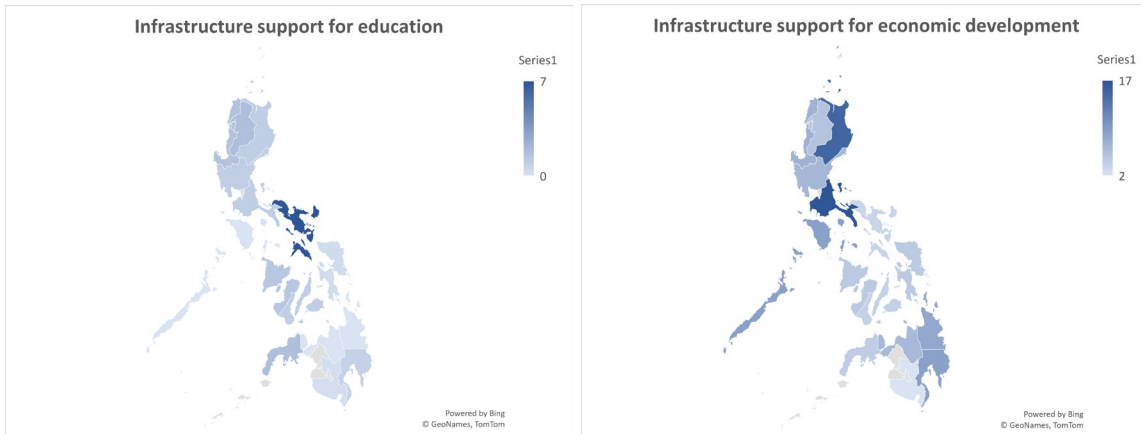 Infrastructure support for education
Series1
7
0
Powered by Bing
© GeoNames, TomTom
Infrastructure support for economic development
Series1
17
2
Powered by Bing
© GeoNames, TomTom